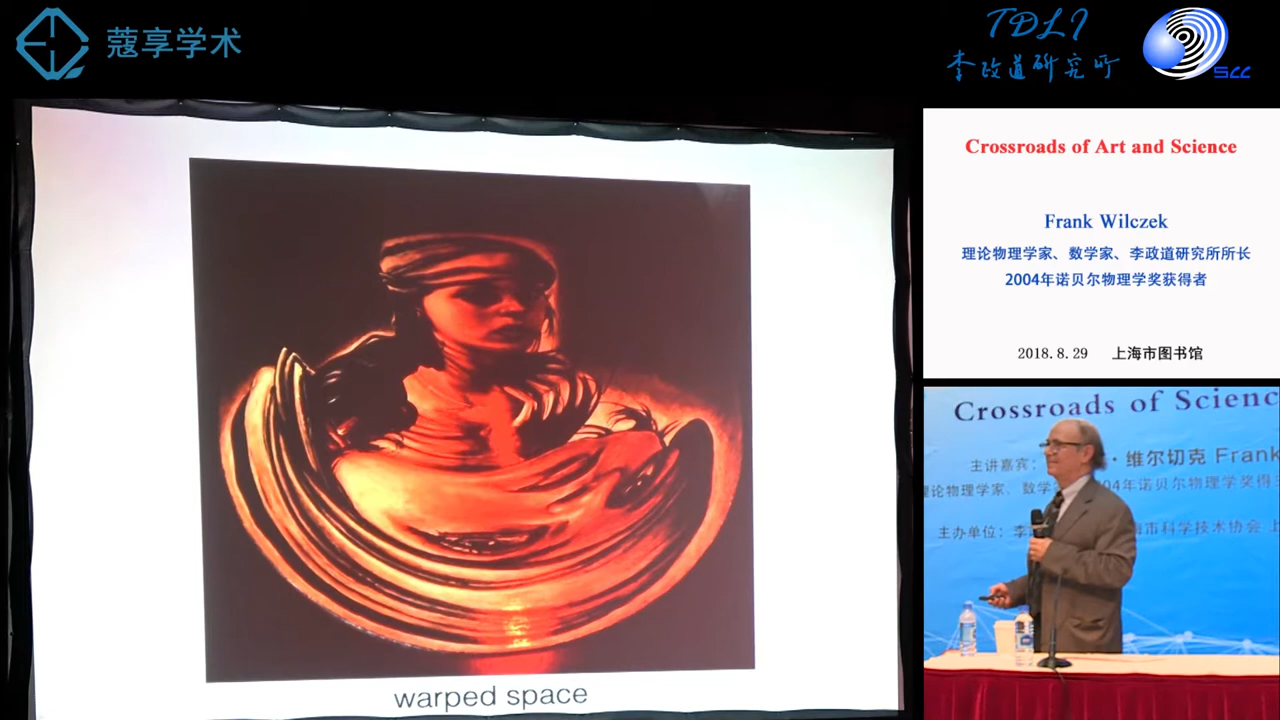 蔻享学术
TDLI
李政道研究所
SCC
warped space
Crossroads of Art and Science
Frank Wilczek
理论物理学家、数学家、李政道研究所所长
2004年诺贝尔物理学奖获得者
2018.8.29 上海市图书馆
Crossroads of Scienc
主讲嘉宾： ·维尔切克 Frank
理论物理学家、数学 04年诺贝尔物理学奖得
主办单位：李 海市科学技术协会 上